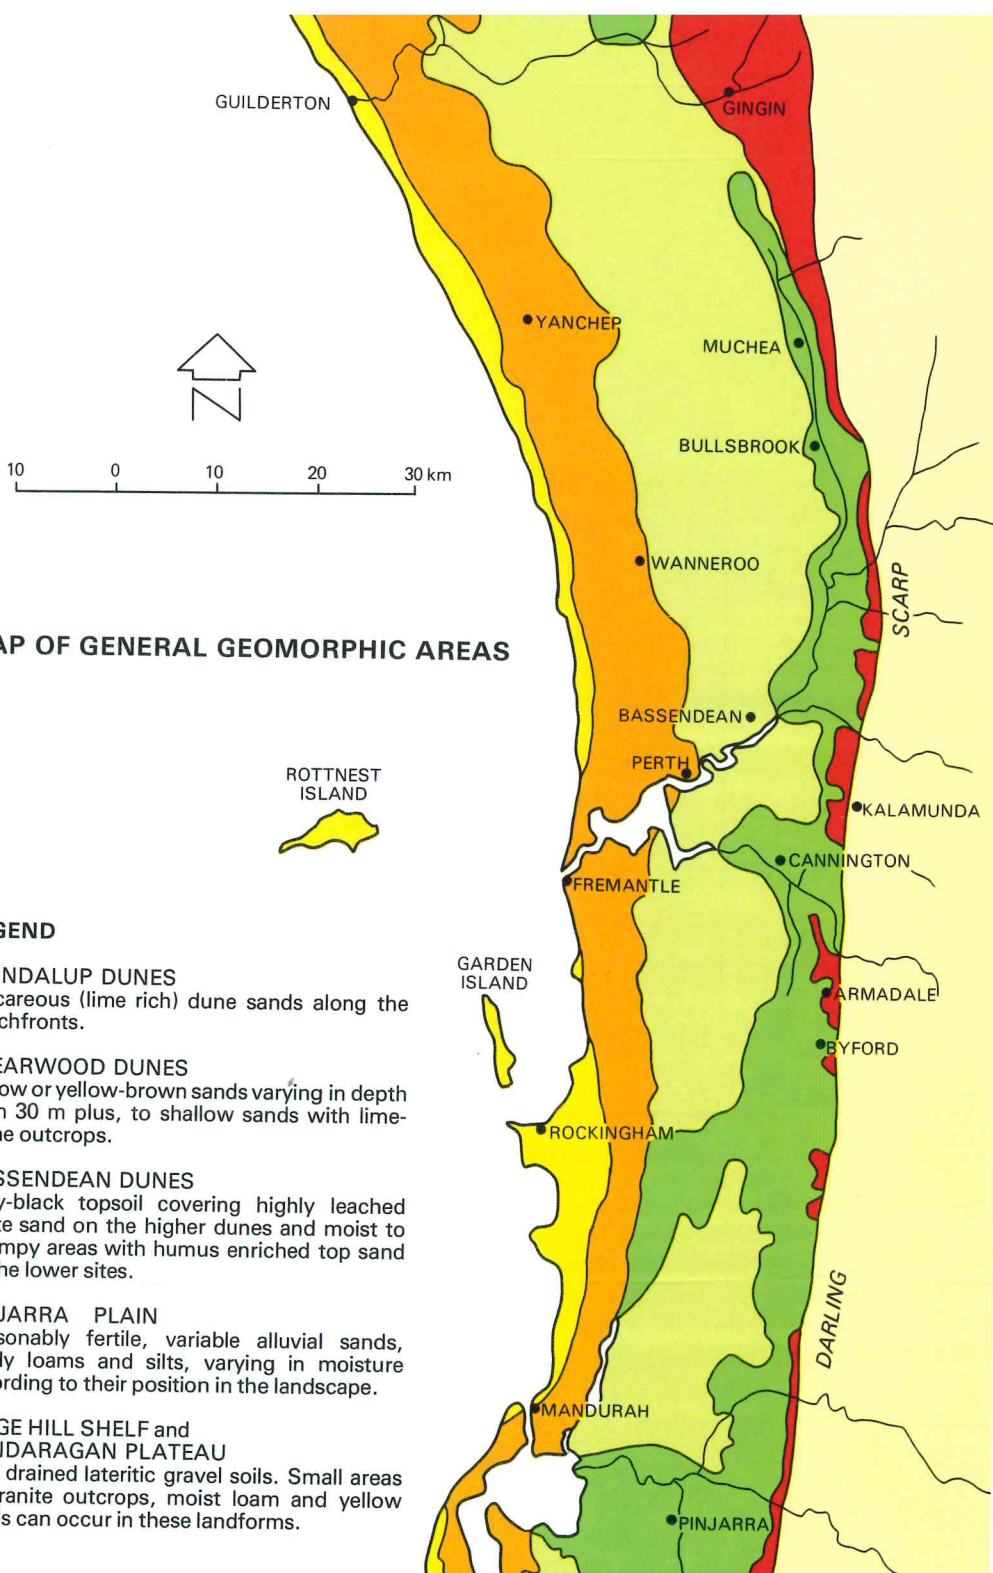 GUILDERTON
GINGIN
YANCHEP
MUCHEA
BULLSBROOK
N
10 0 10 20 30 km
WANNEROO
SCARP
AP OF GENERAL GEOMORPHIC AREAS
BASSENDEAN
PERTH
ROTTNEST
ISLAND
KALAMUNDA
CANNINGTON
FREMANTLE
GEND
GARDEN
ISLAND
NDALUP DUNES
careous (lime rich) dune sands along the
chfronts.
ARMADALE
BYFORD
EARWOOD DUNES
ow or yellow-brown sands varying in depth
n 30 m plus, to shallow sands with lime-
ne outcrops.
ROCKINGHAM
SSENDEAN DUNES
y-black topsoil covering highly leached
te sand on the higher dunes and moist to
mpy areas with humus enriched top sand
he lower sites.
DARLING
JARRA PLAIN
sonably fertile, variable alluvial sands,
dy loams and silts, varying in moisture
ording to their position in the landscape.
MANDURAH
GE HILL SHELF and
NDARAGAN PLATEAU
drained lateritic gravel soils. Small areas
ranite outcrops, moist loam and yellow
ls can occur in these landforms.
PINJARRA